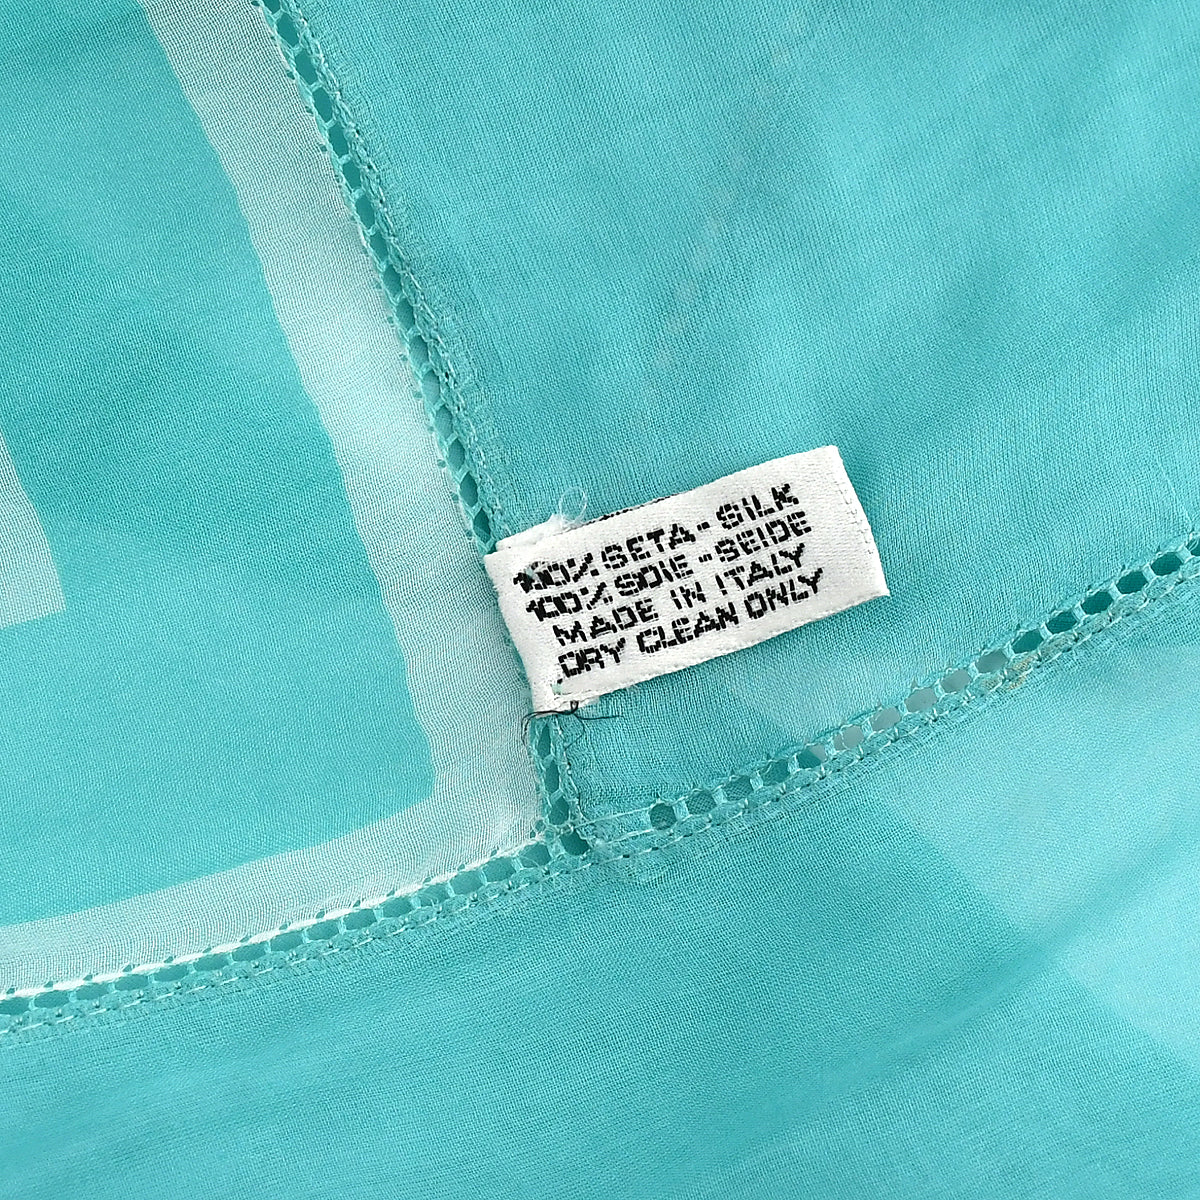 100% SETA - SILK
100% SOIE - SEIDE
MADE IN ITALY
DRY CLEAN ONLY